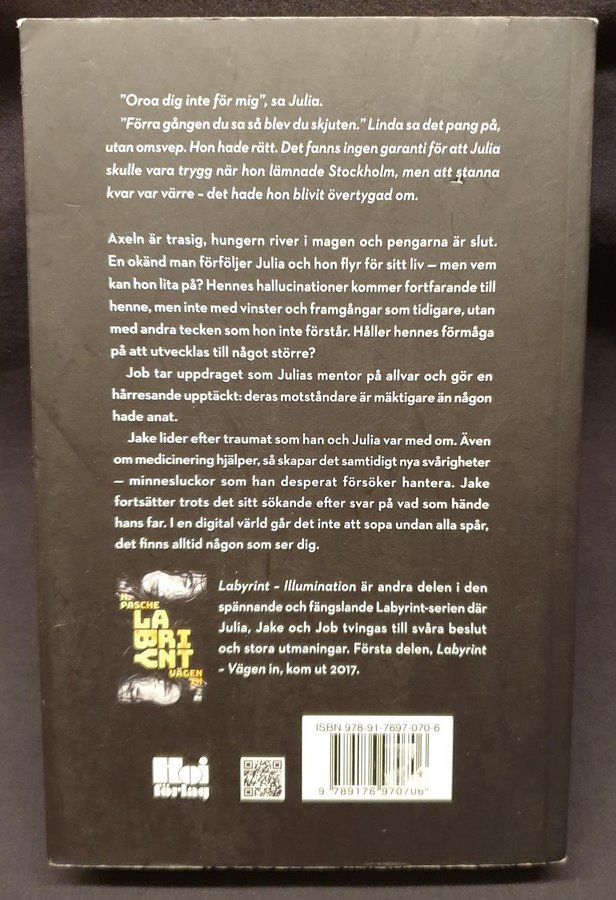 "Oroa dig inte för mig", sa Julia.
"Förra gången du sa så blev du skjuten." Linda sa det pang på,
utan omsvep. Hon hade rätt. Det fanns ingen garanti för att Julia
skulle vara trygg när hon lämnade Stockholm, men att stanna
kvar var värre – det hade hon blivit övertygad om.
Axeln är trasig, hungern river i magen och pengarna är slut.
En okänd man förföljer Julia och hon flyr för sitt liv – men vem
kan hon lita på? Hennes hallucinationer kommer fortfarande till
henne, men inte med vinster och framgångar som tidigare, utan
med andra tecken som hon inte förstår. Håller hennes förmåga
på att utvecklas till något större?
Job tar uppdraget som Julias mentor på allvar och gör en
hårresande upptäckt: deras motståndare är mäktigare än någon
hade anat.
Jake lider efter traumat som han och Julia var med om. Även
om medicinering hjälper, så skapar det samtidigt nya svårigheter
– minnesluckor som han desperat försöker hantera. Jake
fortsätter trots det sitt sökande efter svar på vad som hände
hans far. I en digital värld går det inte att sopa undan alla spår,
det finns alltid någon som ser dig.
PASCHE
LABYRINT
VÄGEN
Labyrint – Illumination är andra delen i den
spännande och fängslande Labyrint-serien där
Julia, Jake och Job tvingas till svåra beslut
och stora utmaningar. Första delen, Labyrint
– Vägen in, kom ut 2017.
Hoi
förlag
ISBN 978-91-7697-070-6
9 789176 970706